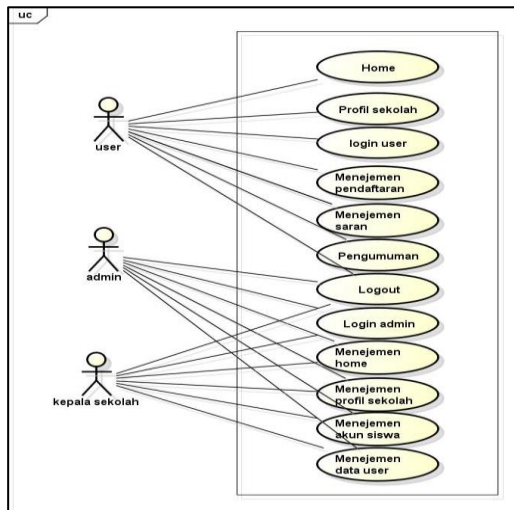 uc
Home
Profil sekolah
user
login user
Menejemen
pendaftaran
Menejemen
saran
Pengumuman
admin
Logout
Login admin
Menejemen
home
kepala sekolah
Menejemen
profil sekolah
Menejemen
akun siswa
Menejemen
data user